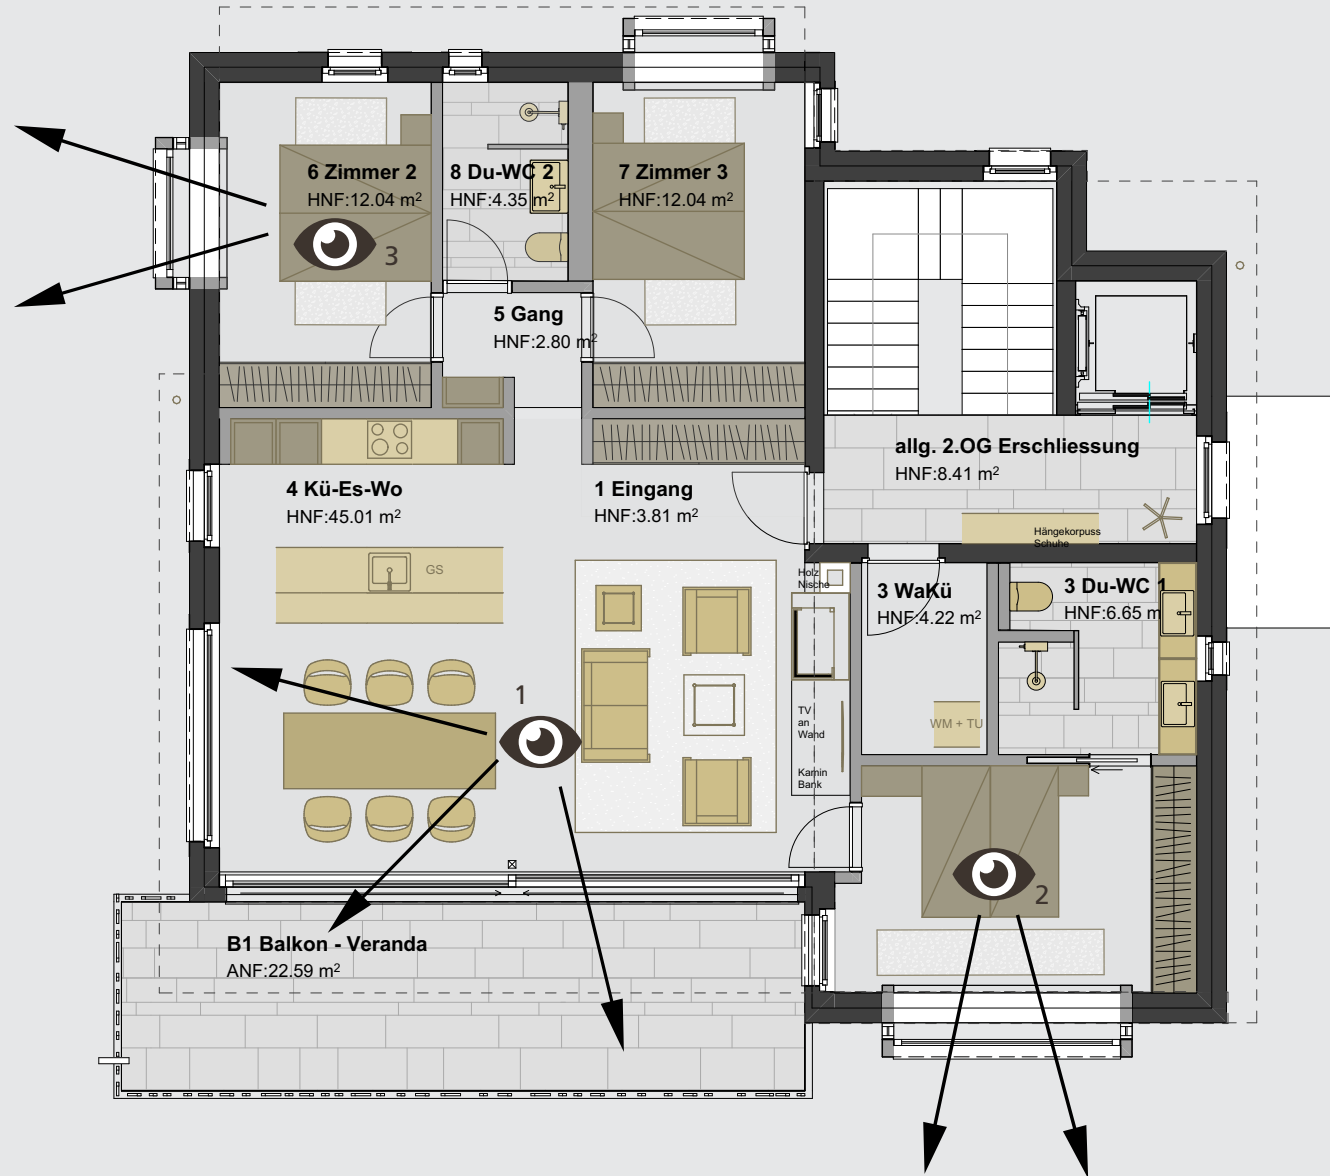 6 Zimmer 2
HNF:12.04 m²
8 Du-WC 2
HNF:4.35 m²
7 Zimmer 3
HNF:12.04 m²
3
5 Gang
HNF:2.80 m²
allg. 2.OG Erschliessung
HNF:8.41 m²
4 Kü-Es-Wo
HNF:45.01 m²
1 Eingang
HNF:3.81 m²
Hängekorpuss
Schuhe
GS
Holz
Nische
3 WaKü
HNF:4.22 m²
3 Du-WC 1
HNF:6.65 m
1
TV
an
Wand
WM + TU
Kamin
Bank
2
B1 Balkon - Veranda
ANF:22.59 m²